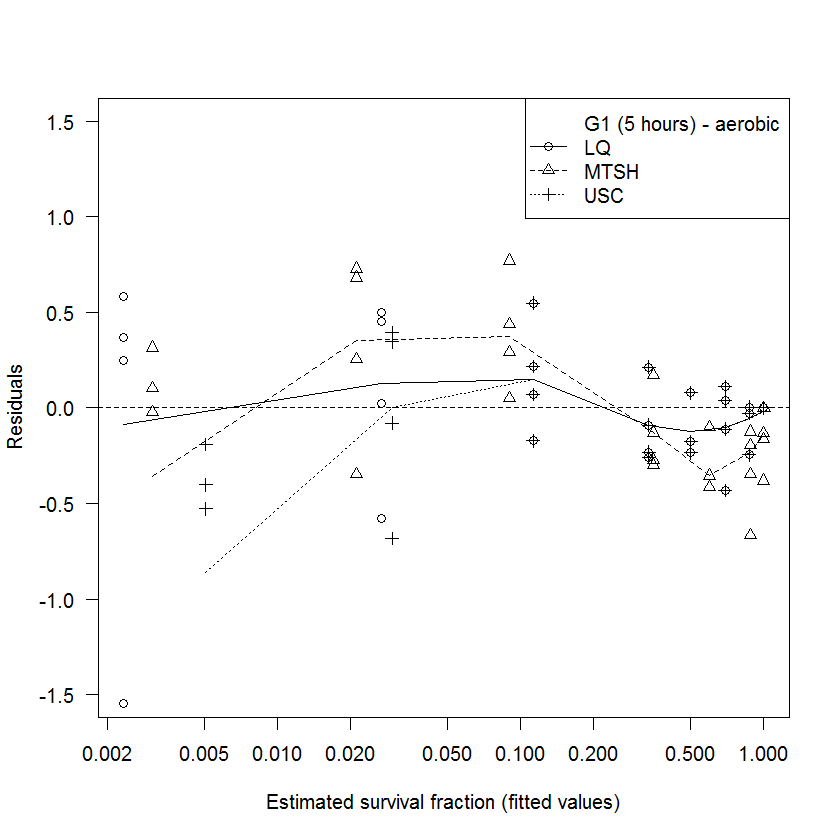 G1 (5 hours) - aerobic
LQ
MTSH
USC
1.5
1.0
0.5
0.0
-0.5
-1.0
-1.5
Residuals
0.002 0.005 0.010 0.020 0.050 0.100 0.200 0.500 1.000
Estimated survival fraction (fitted values)